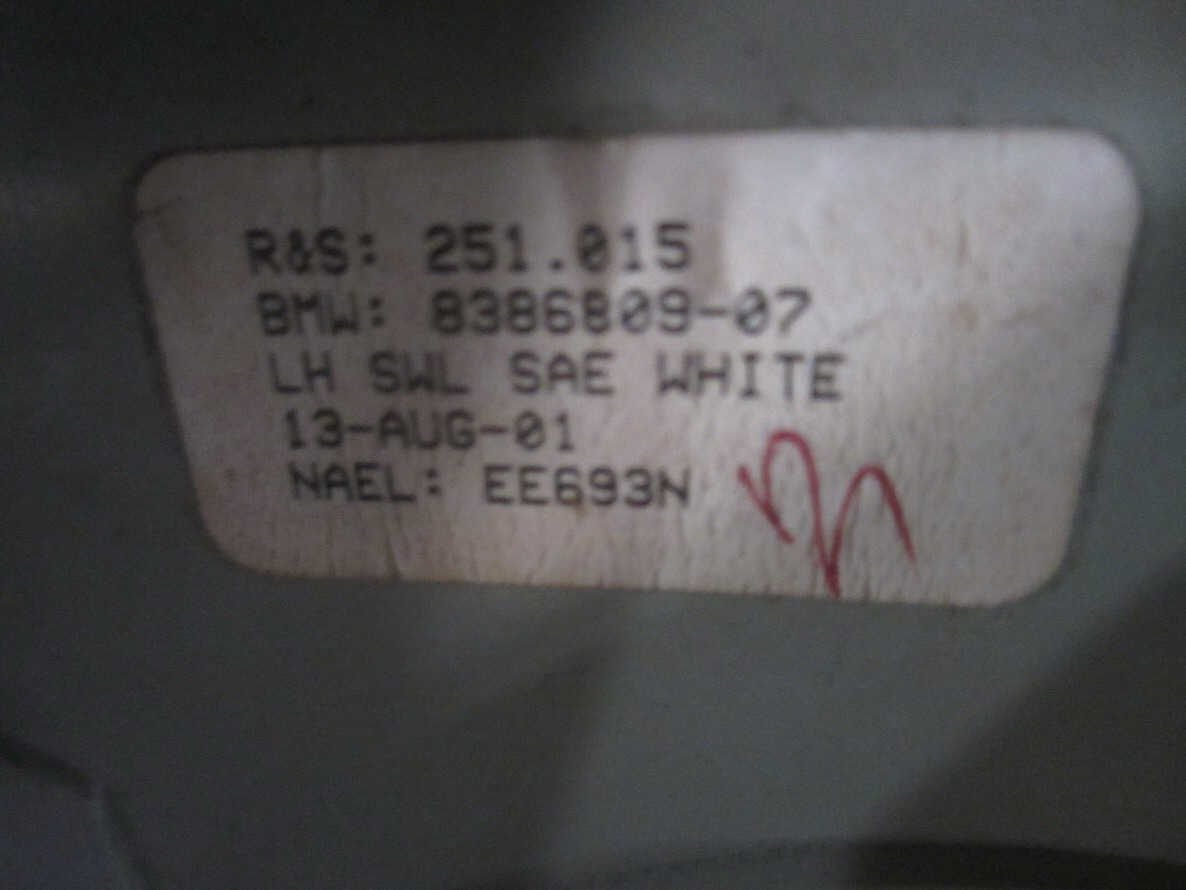 R&S: 251.015
BMW: 8386809-07
LH SWL SAE WHITE
13-AUG-01
NAEL: EE693N